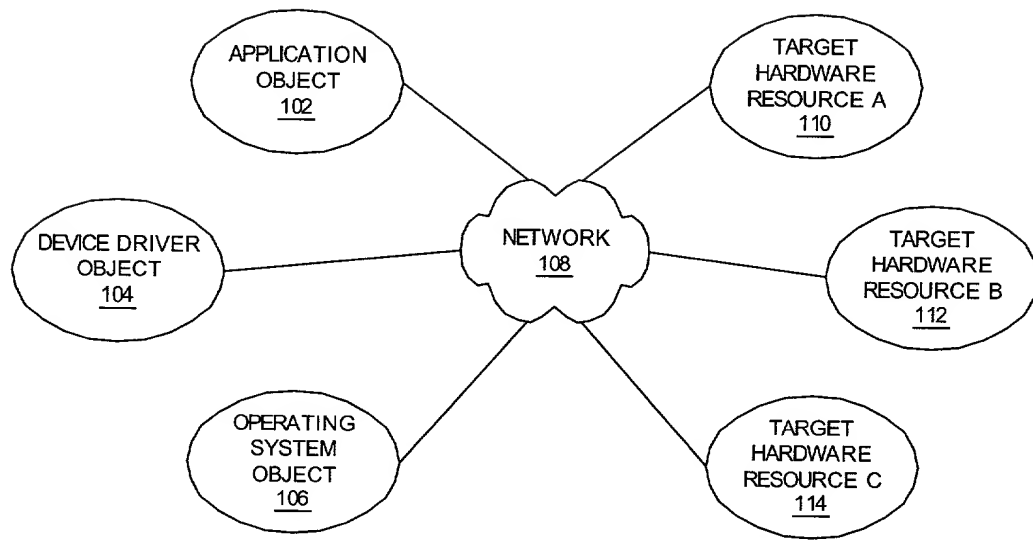 APPLICATION
OBJECT
102
TARGET
HARDWARE
RESOURCE A
110
DEVICE DRIVER
OBJECT
104
NETWORK
108
TARGET
HARDWARE
RESOURCE B
112
OPERATING
SYSTEM
OBJECT
106
TARGET
HARDWARE
RESOURCE C
114